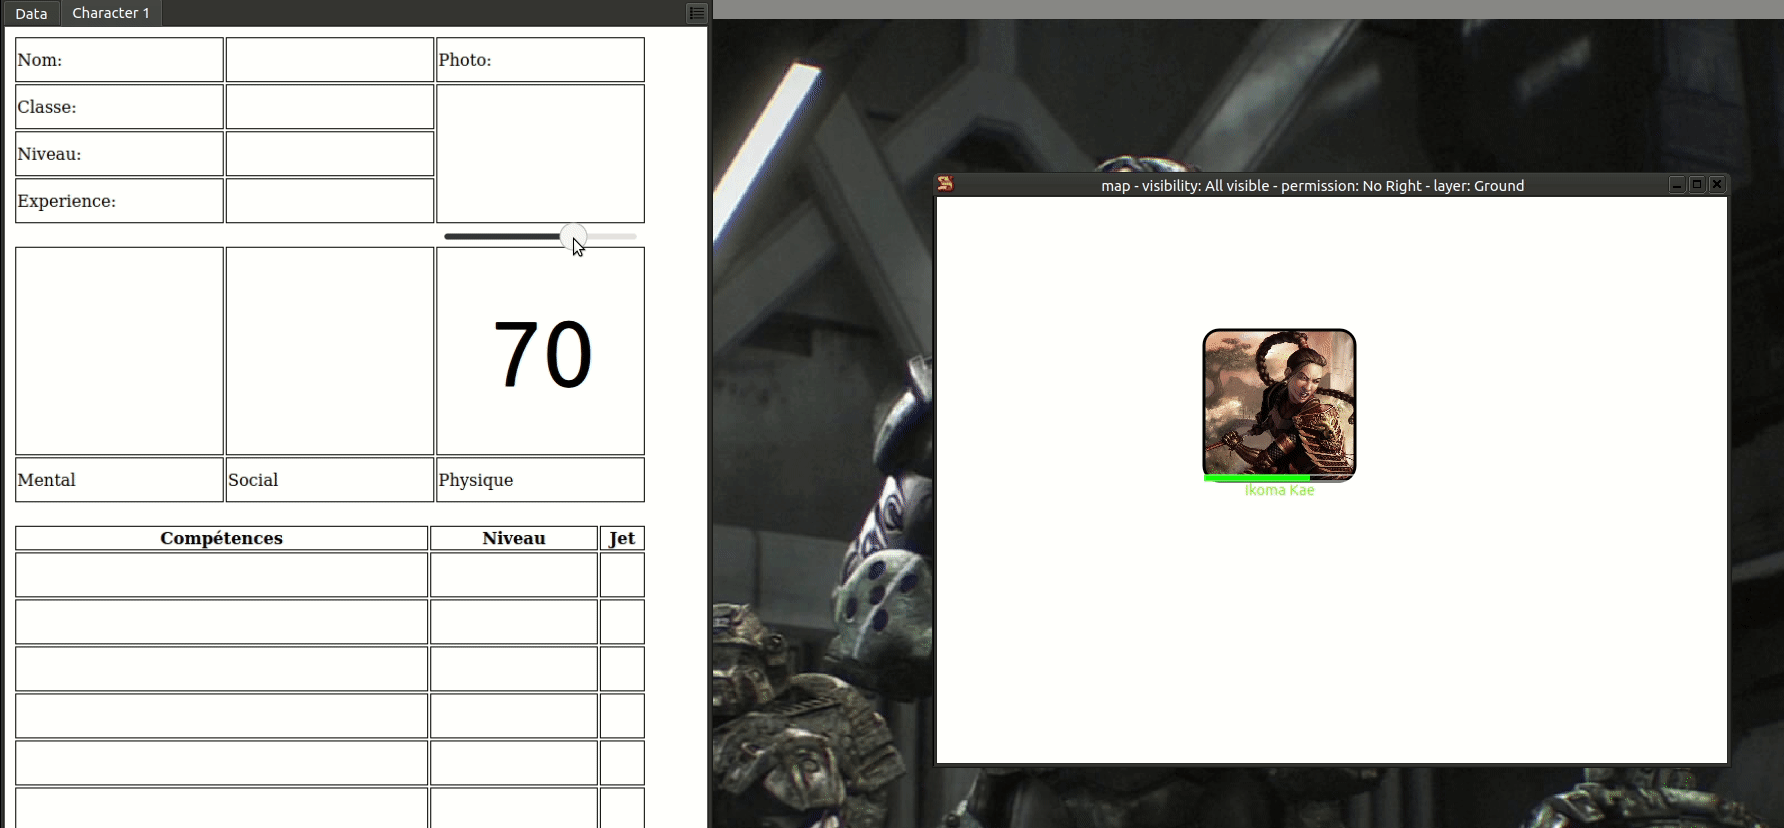 Data Character 1
Nom: Photo:
Classe:
Niveau:
Experience:
70
Mental Social Physique
Compétences Niveau Jet
map - visibility: All visible - permission: No Right - layer: Ground
Ikoma Kae